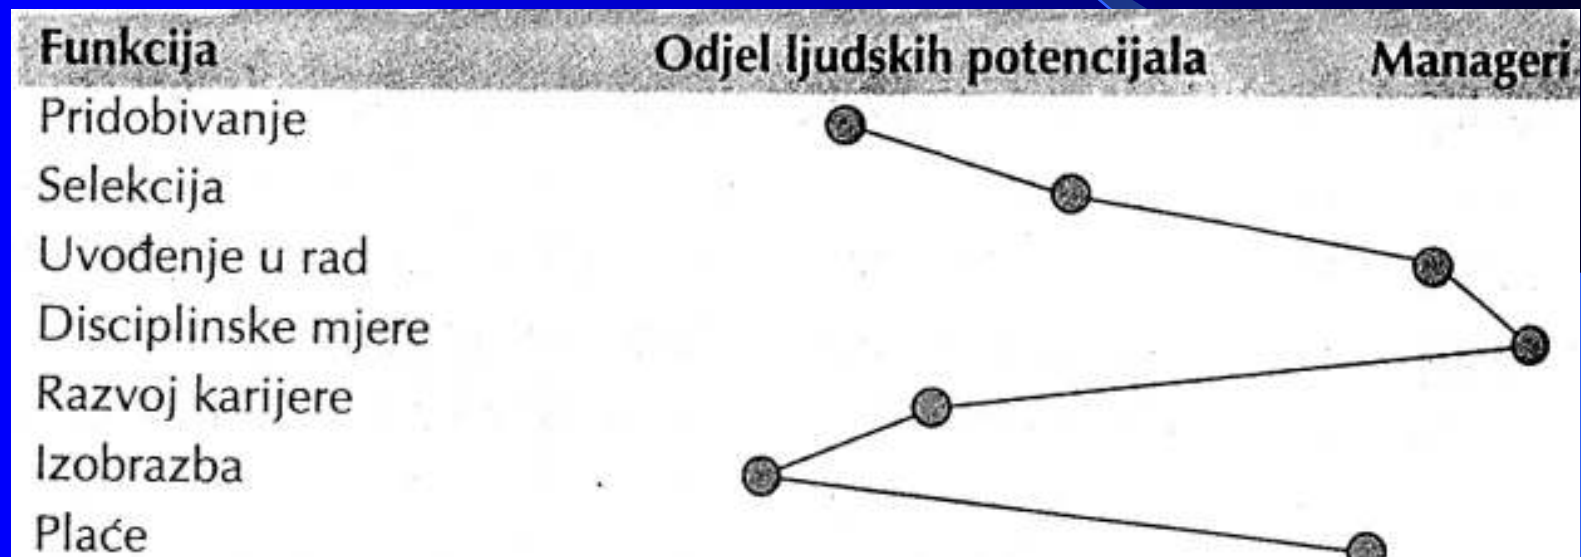 Funkcija Odjel ljudskih potencijala Manageri
Pridobivanje
Selekcija
Uvođenje u rad
Disciplinske mjere
Razvoj karijere
Izobrazba
Plaće